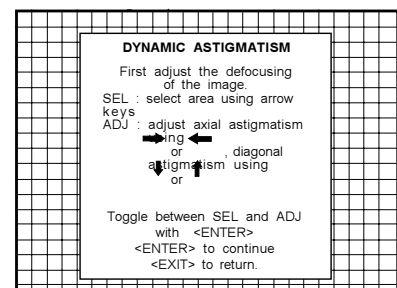 DYNAMIC ASTIGMATISM
First adjust the defocusing
of the image.
SEL : select area using arrow
keys
ADJ : adjust axial astigmatism
using
or , diagonal
astigmatism using
or
Toggle between SEL and ADJ
with <ENTER>
<ENTER> to continue
<EXIT> to return.